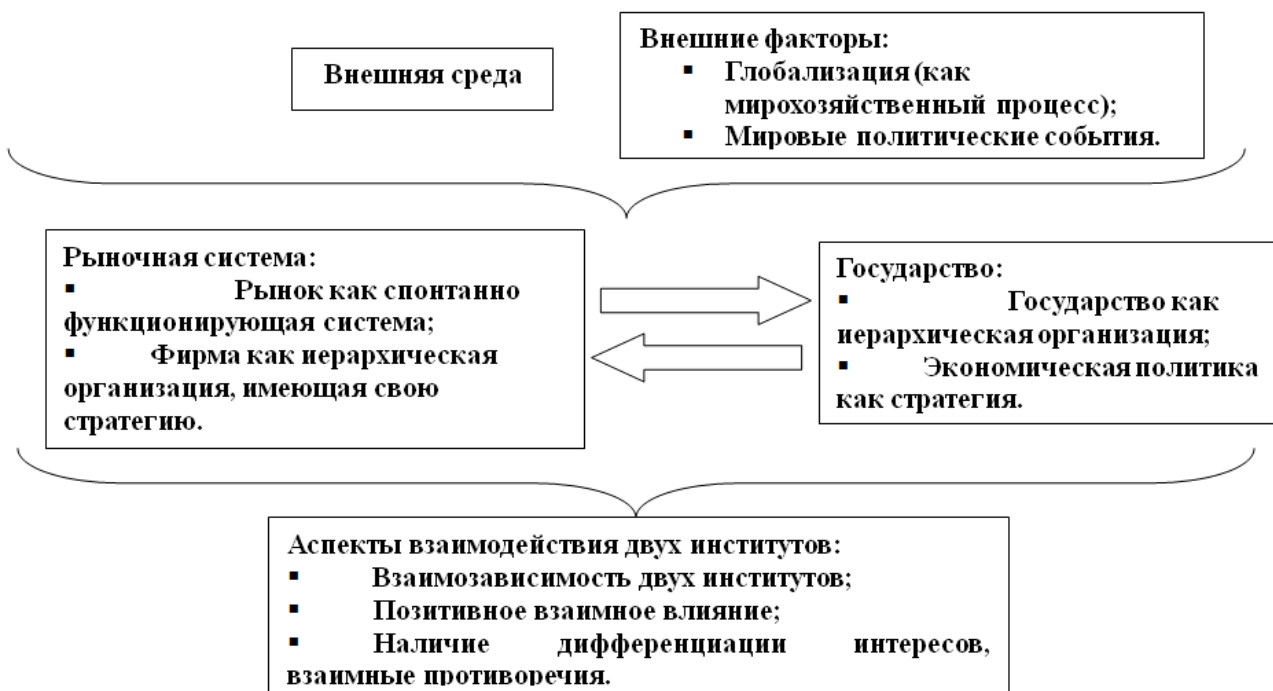 Внешняя среда
Внешние факторы:
▪ Глобализация (как
мирохозяйственный процесс);
▪ Мировые политические события.
Рыночная система:
▪ Рынок как спонтанно
функционирующая система;
▪ Фирма как иерархическая
организация, имеющая свою
стратегию.
Государство:
▪ Государство как
иерархическая организация;
▪ Экономическая политика
как стратегия.
Аспекты взаимодействия двух институтов:
▪ Взаимозависимость двух институтов;
▪ Позитивное взаимное влияние;
▪ Наличие дифференциации интересов,
взаимные противоречия.